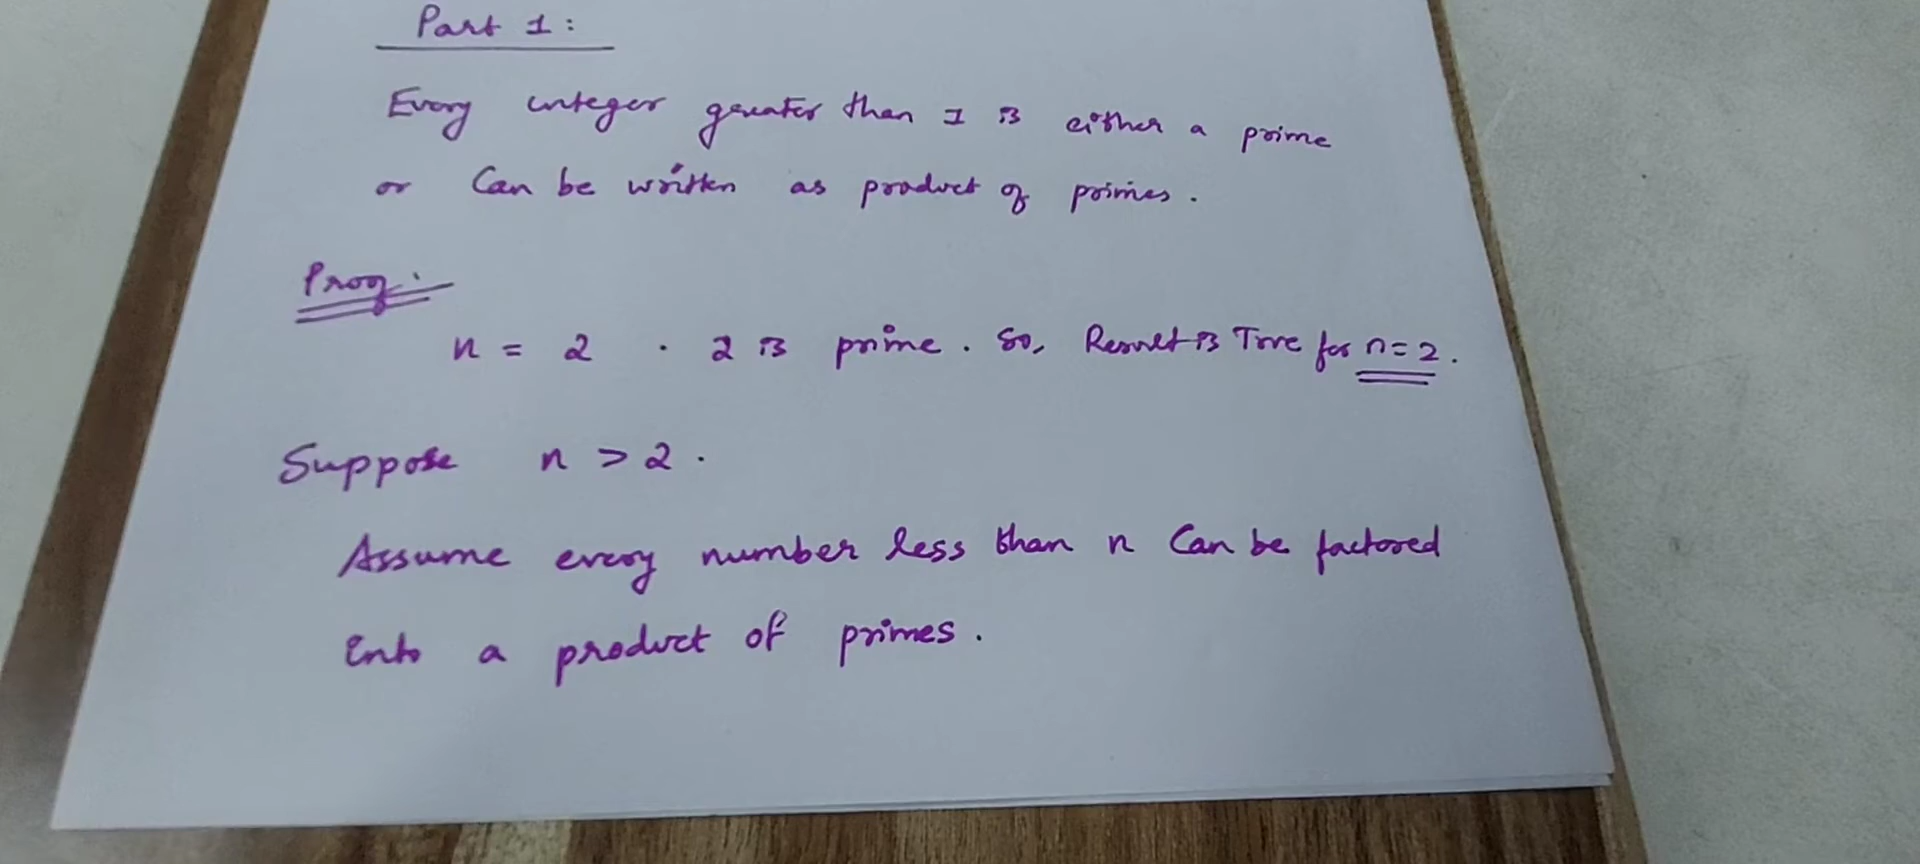 Part 1:
Every integer greater than 1 is either a prime
or Can be written as product of primes.
Proof:
n = 2 . 2 is prime. So, Result is True for n=2.
Suppose n > 2.
Assume every number less than n Can be factored
into a product of primes.